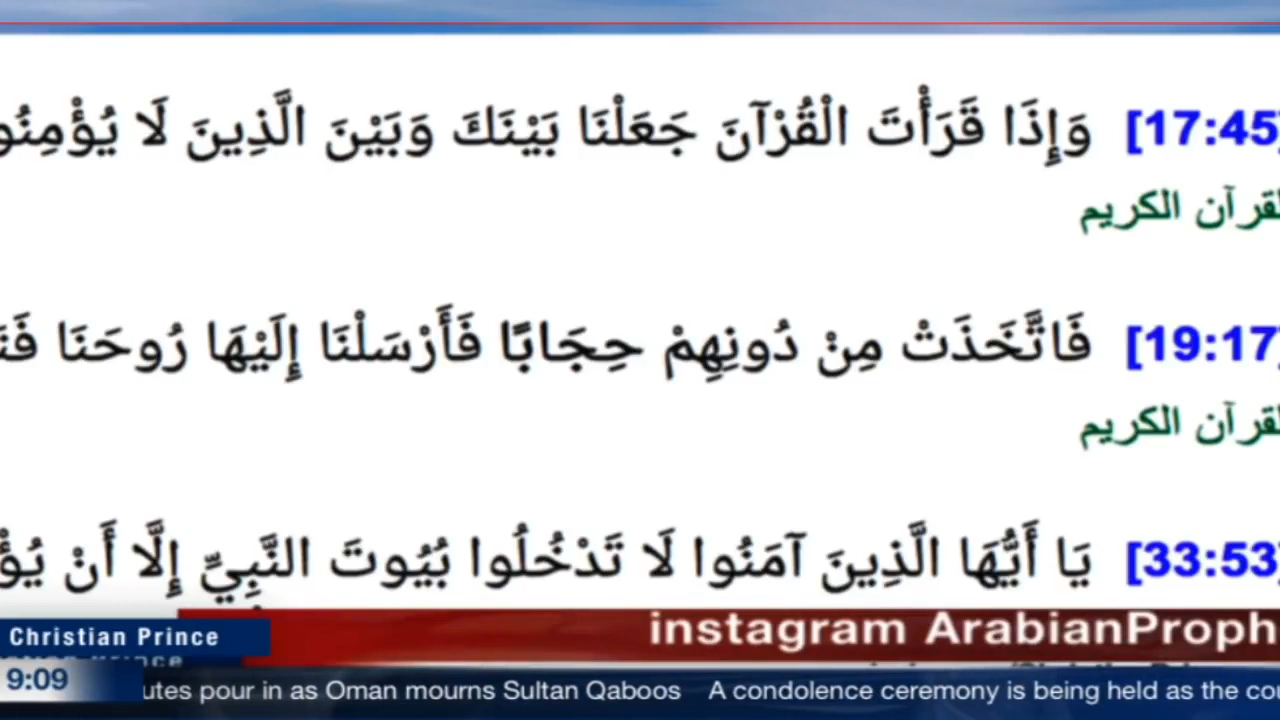 [17:45] وَإِذَا قَرَأْتَ الْقُرْآنَ جَعَلْنَا بَيْنَكَ وَبَيْنَ الَّذِينَ لَا
الكريم
[19:17] فَاتَّخَذَتْ مِنْ دُونِهِمْ حِجَابًا فَأَرْسَلْنَا إِلَيْهَا رُوحَنَا
الكريم
[33:53] يَا أَيُّهَا الَّذِينَ آمَنُوا لَا تَدْخُلُوا بُيُوتَ النَّبِيِّ إِلَّا أَنْ
instagram ArabianProph
Christian Prince
9:09
utes pour in as Oman mourns Sultan Qaboos A condolence ceremony is being held as the cou